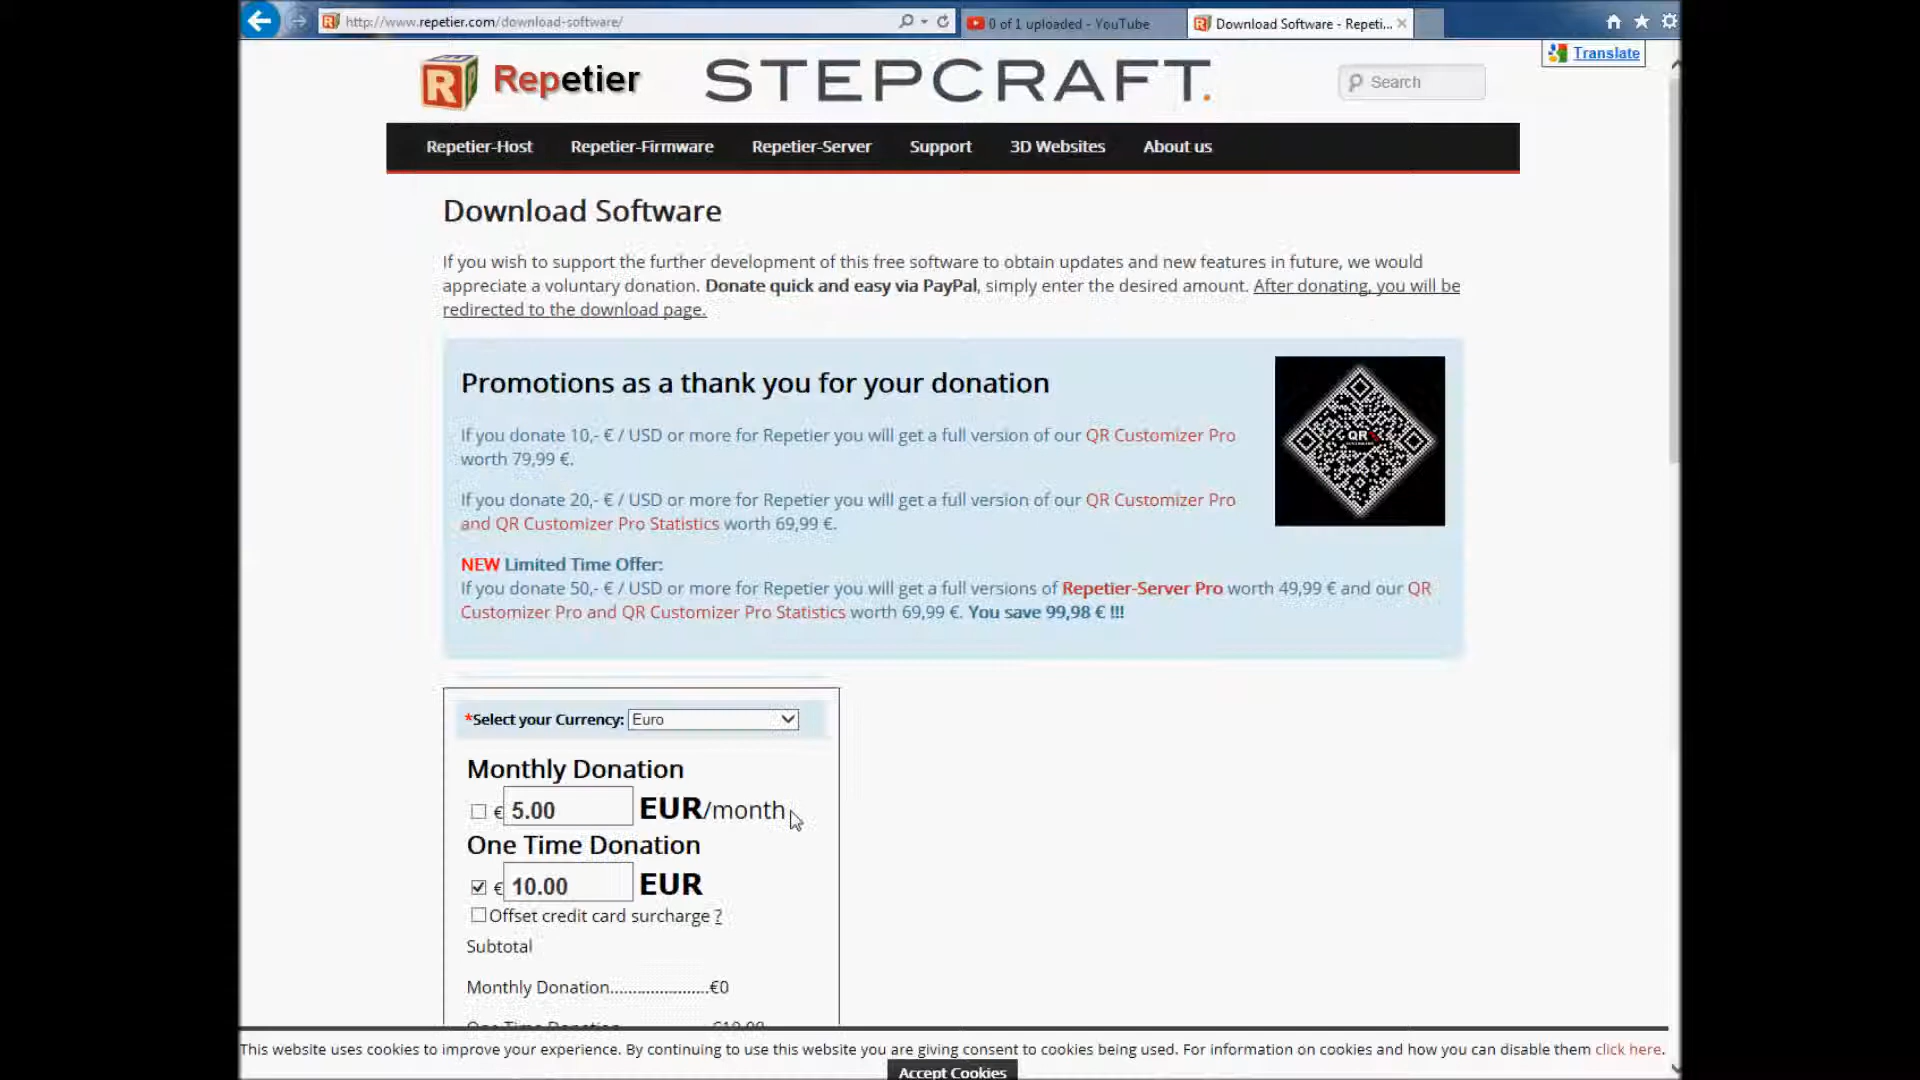 http://www.repetier.com/download-software/
0 of 1 uploaded - YouTube
Download Software - Repeti...
Translate
Repetier
STEPCRAFT.
Search
Repetier-Host
Repetier-Firmware
Repetier-Server
Support
3D Websites
About us
Download Software
If you wish to support the further development of this free software to obtain updates and new features in future, we would
appreciate a voluntary donation. Donate quick and easy via PayPal, simply enter the desired amount. After donating, you will be
redirected to the download page.
Promotions as a thank you for your donation
If you donate 10,- € / USD or more for Repetier you will get a full version of our QR Customizer Pro
worth 79,99 €.
If you donate 20,- € / USD or more for Repetier you will get a full version of our QR Customizer Pro
and QR Customizer Pro Statistics worth 69,99 €.
NEW Limited Time Offer:
If you donate 50,- € / USD or more for Repetier you will get a full versions of Repetier-Server Pro worth 49,99 € and our QR
Customizer Pro and QR Customizer Pro Statistics worth 69,99 €. You save 99,98 € !!!
QR
*Select your Currency: Euro
Monthly Donation
€ 5.00 EUR/month
One Time Donation
€ 10.00 EUR
Offset credit card surcharge ?
Subtotal
Monthly Donation......................€0
One Time Donation €10.00
This website uses cookies to improve your experience. By continuing to use this website you are giving consent to cookies being used. For information on cookies and how you can disable them click here.
Accept Cookies